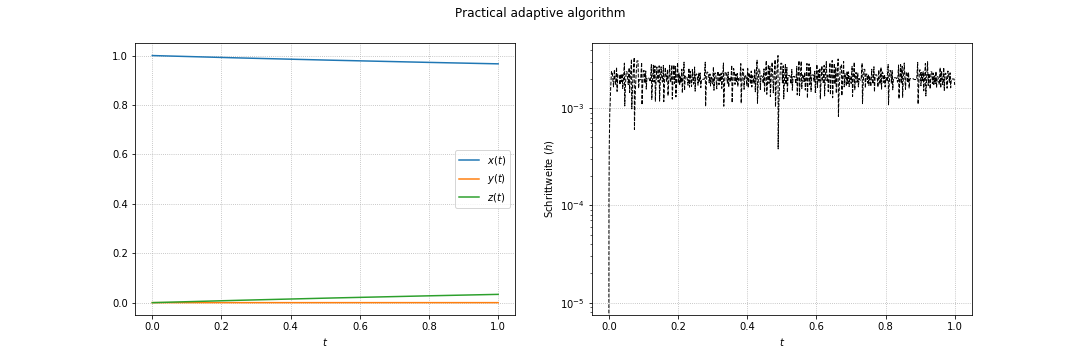 Practical adaptive algorithm
1.0
0.8
0.6
0.4
0.2
0.0
x(t)
y(t)
z(t)
0.0 0.2 0.4 0.6 0.8 1.0
t
Schrittweite (h)
10⁻³
10⁻⁴
10⁻⁵
0.0 0.2 0.4 0.6 0.8 1.0
t